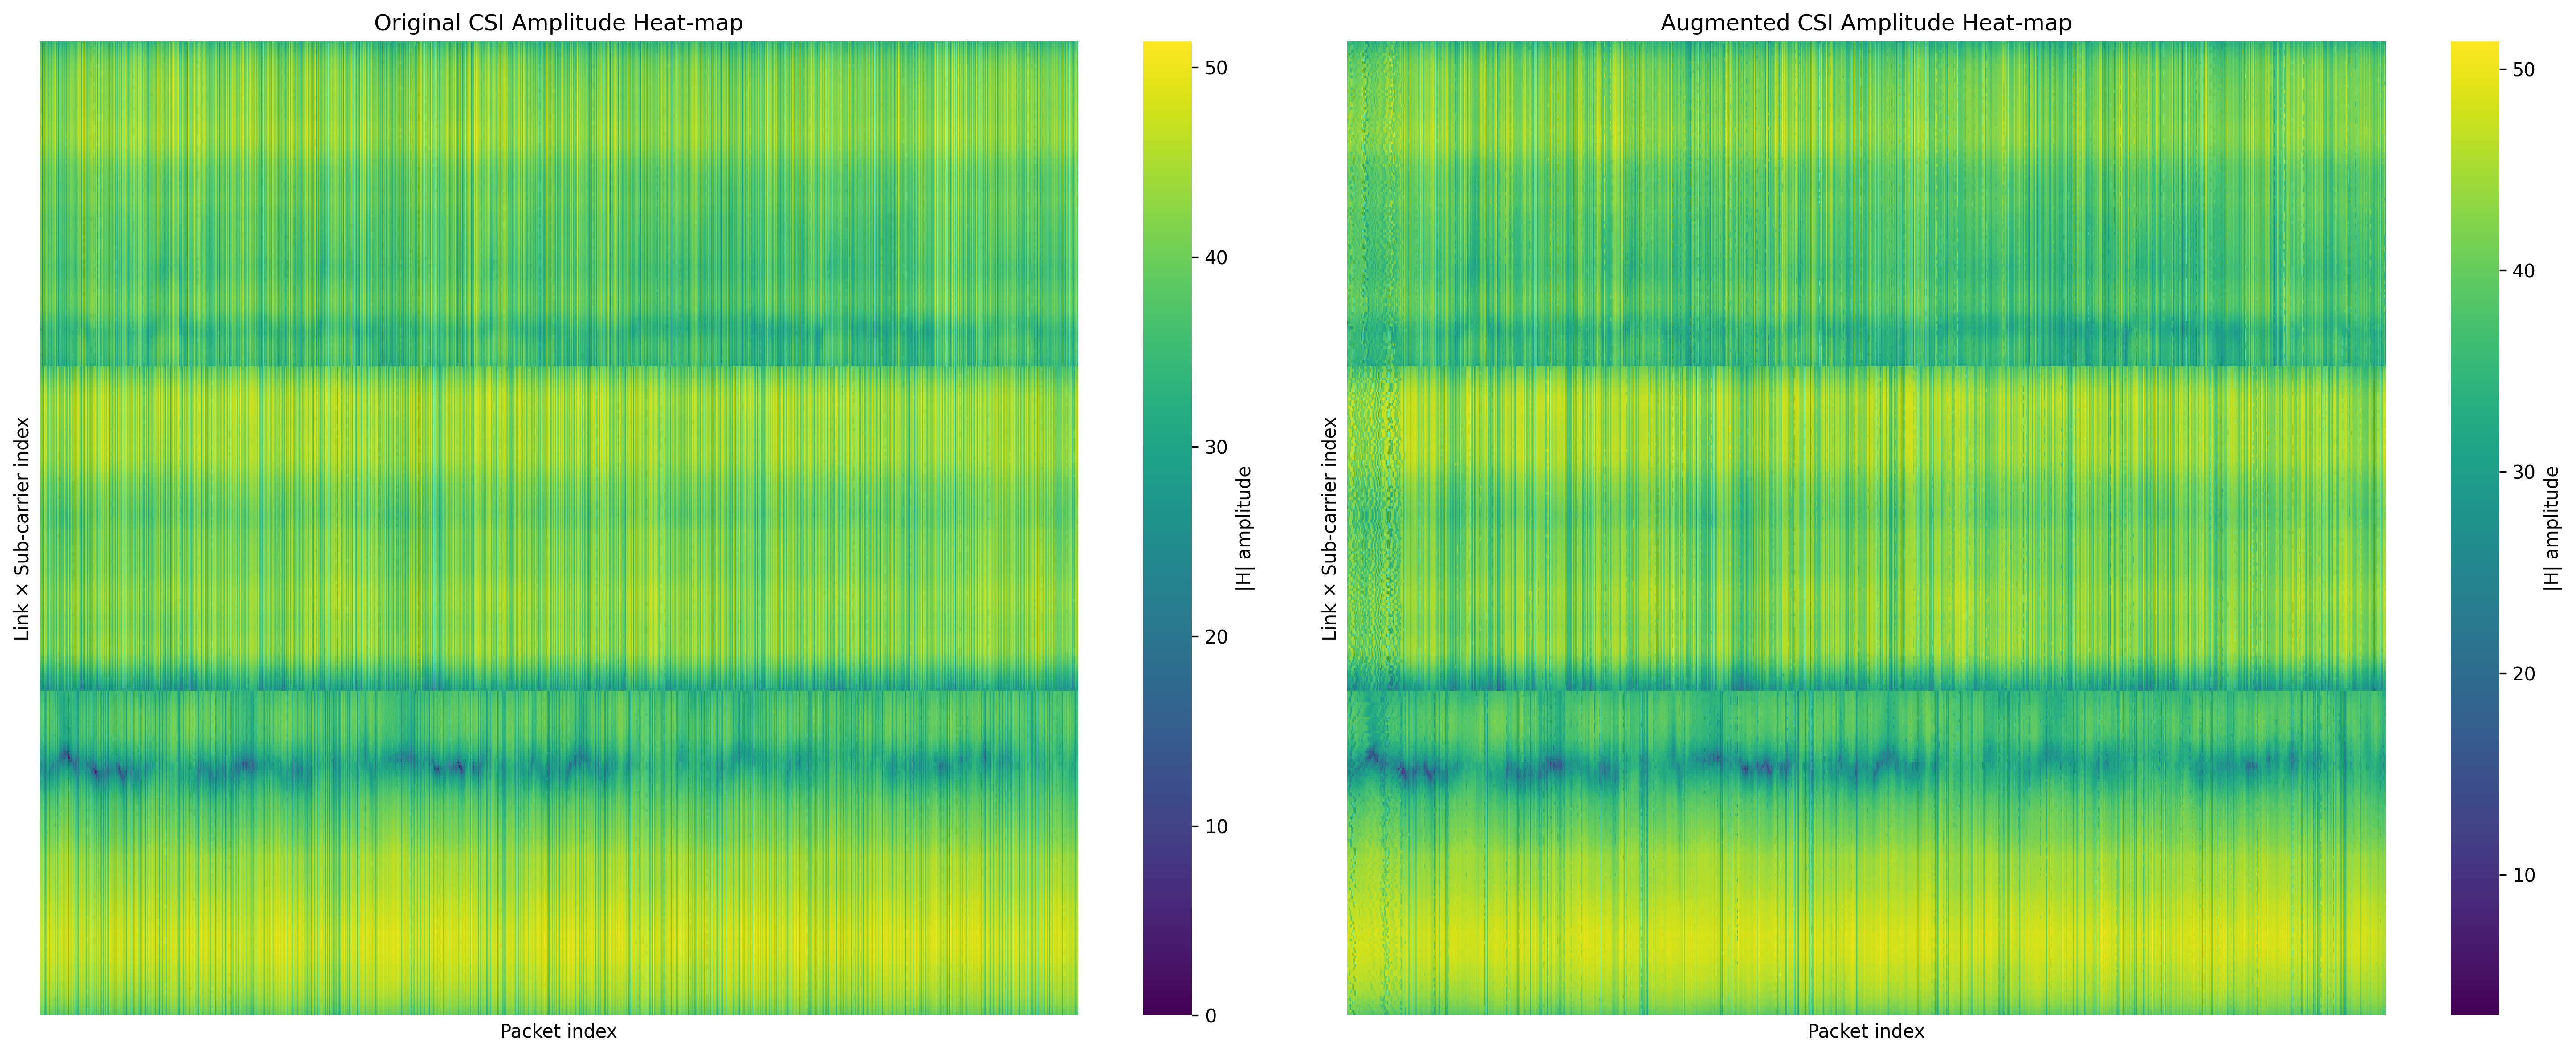 Original CSI Amplitude Heat-map
Link × Sub-carrier index
Packet index
50
40
30
20
10
0
|H| amplitude
Augmented CSI Amplitude Heat-map
Link × Sub-carrier index
Packet index
50
40
30
20
10
|H| amplitude